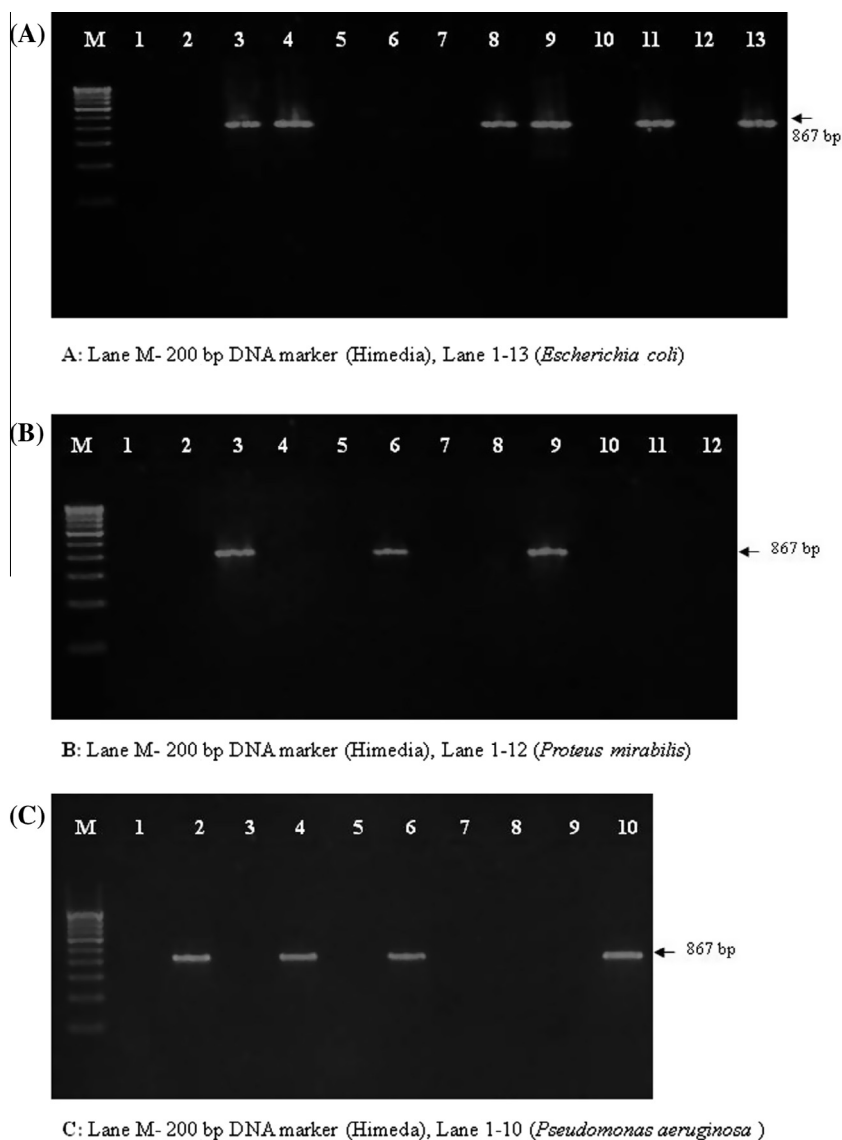 (A)
M 1 2 3 4 5 6 7 8 9 10 11 12 13
867 bp
A: Lane M- 200 bp DNA marker (Himedia), Lane 1-13 (Escherichia coli)
(B)
M 1 2 3 4 5 6 7 8 9 10 11 12
867 bp
B: Lane M- 200 bp DNA marker (Himedia), Lane 1-12 (Proteus mirabilis)
(C)
M 1 2 3 4 5 6 7 8 9 10
867 bp
C: Lane M- 200 bp DNA marker (Himeda), Lane 1-10 (Pseudomonas aeruginosa )